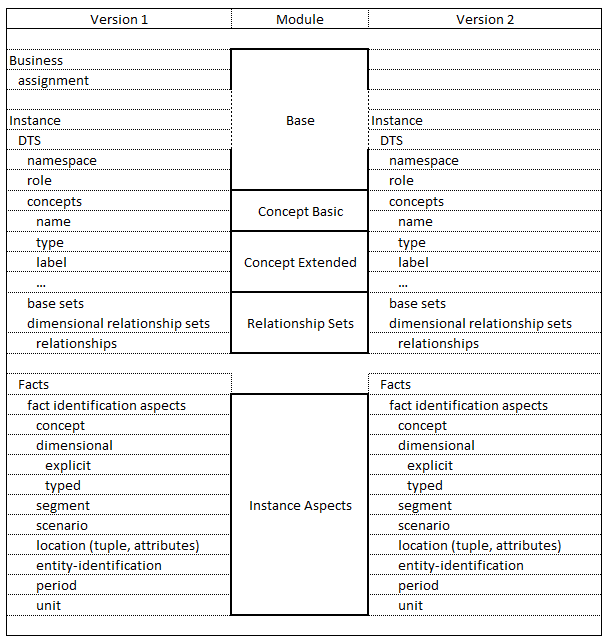 Version 1 Module Version 2
Business
assignment
Instance Base Instance
DTS DTS
namespace namespace
role role
concepts concepts
name Concept Basic name
type type
label Concept Extended label
... ...
base sets base sets
dimensional relationship sets Relationship Sets dimensional relationship sets
relationships relationships
Facts Facts
fact identification aspects fact identification aspects
concept concept
dimensional dimensional
explicit explicit
typed typed
segment Instance Aspects segment
scenario scenario
location (tuple, attributes) location (tuple, attributes)
entity-identification entity-identification
period period
unit unit